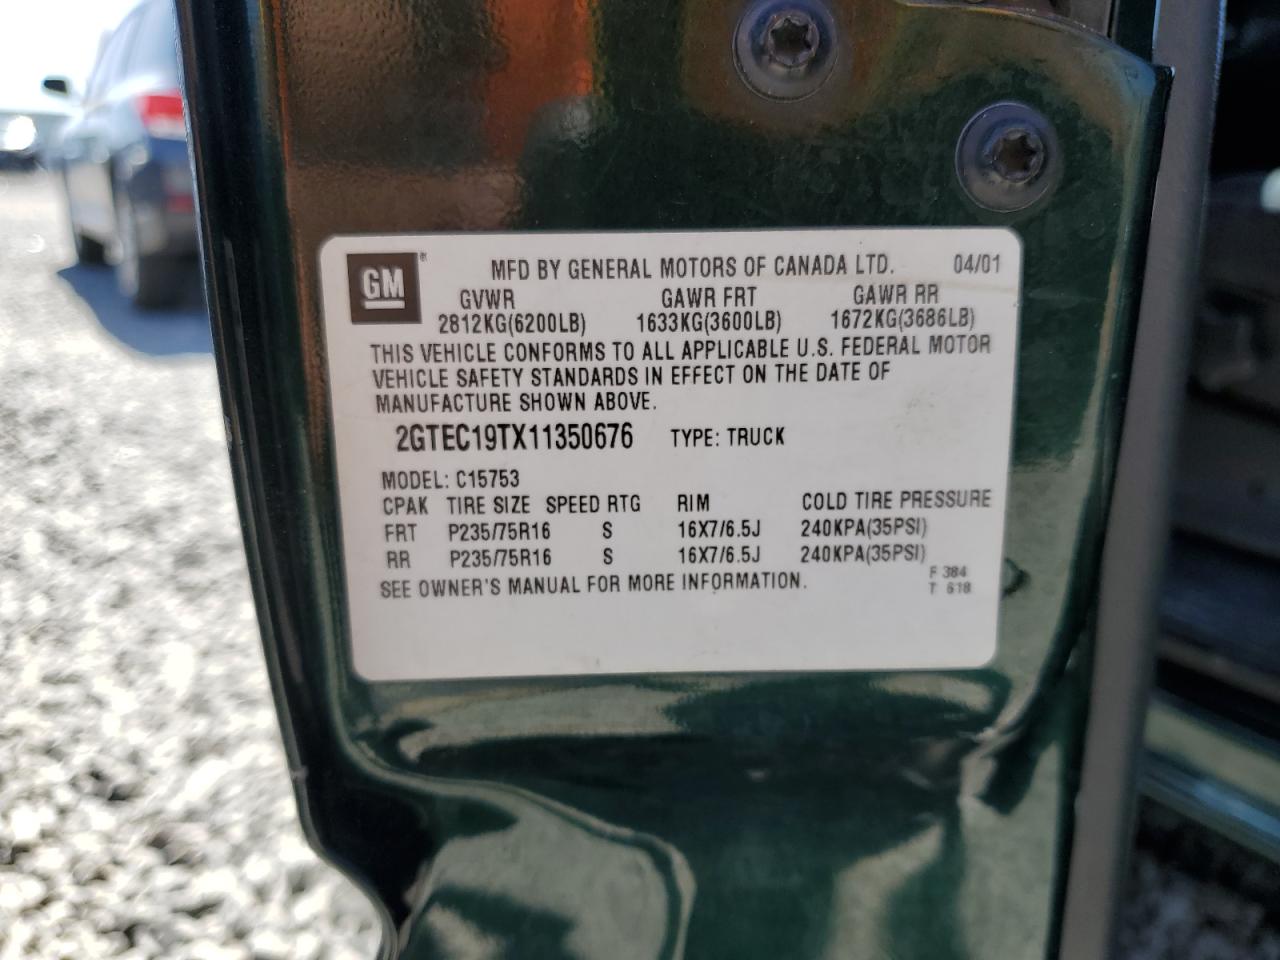 GM® MFD BY GENERAL MOTORS OF CANADA LTD. 04/01
GVWR GAWR FRT GAWR RR
2812KG(6200LB) 1633KG(3600LB) 1672KG(3686LB)
THIS VEHICLE CONFORMS TO ALL APPLICABLE U.S. FEDERAL MOTOR
VEHICLE SAFETY STANDARDS IN EFFECT ON THE DATE OF
MANUFACTURE SHOWN ABOVE.
2GTEC19TX11350676 TYPE: TRUCK
MODEL: C15753
CPAK TIRE SIZE SPEED RTG RIM COLD TIRE PRESSURE
FRT P235/75R16 S 16X7/6.5J 240KPA(35PSI)
RR P235/75R16 S 16X7/6.5J 240KPA(35PSI)
SEE OWNER'S MANUAL FOR MORE INFORMATION.
F 384
T 618